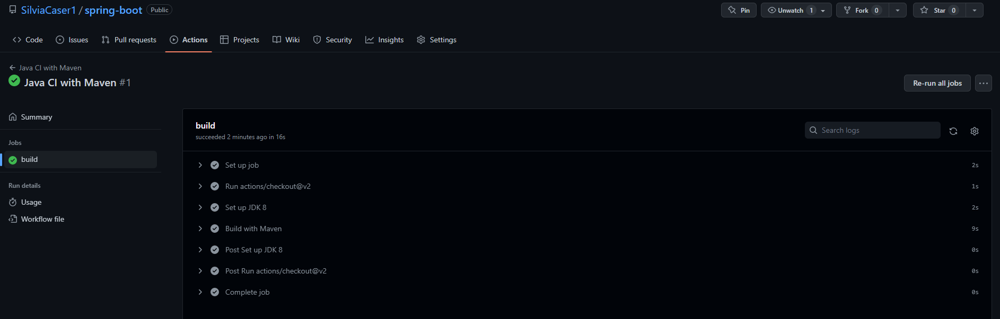 SilviaCaser1 / spring-boot Public
Pin
Unwatch 1
Fork 0
Star 0
Code
Issues
Pull requests
Actions
Projects
Wiki
Security
Insights
Settings
Java CI with Maven
Java CI with Maven #1
Re-run all jobs
Summary
Jobs
build
Run details
Usage
Workflow file
build
succeeded 2 minutes ago in 16s
Search logs
Set up job 2s
Run actions/checkout@v2 1s
Set up JDK 8 2s
Build with Maven 9s
Post Set up JDK 8 0s
Post Run actions/checkout@v2 0s
Complete job 0s